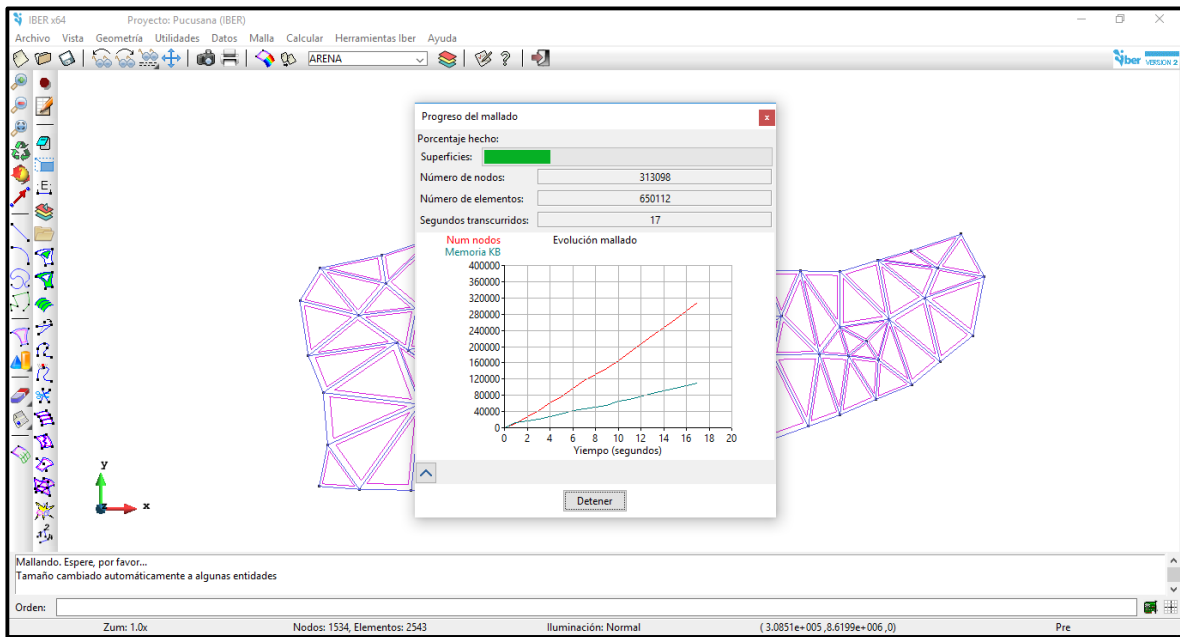 IBER x64 Proyecto: Pucusana (IBER)
Archivo Vista Geometría Utilidades Datos Malla Calcular Herramientas Iber Ayuda
ARENA
Iber VERSION 2
Progreso del mallado
x
Porcentaje hecho:
Superficies:
Número de nodos: 313098
Número de elementos: 650112
Segundos transcurridos: 17
Num nodos Evolución mallado
Memoria KB
400000
360000
320000
280000
240000
200000
160000
120000
80000
40000
0
0 2 4 6 8 10 12 14 16 18 20
Yiempo (segundos)
Detener
:E:
y
z
x
Mallando. Espere, por favor...
Tamaño cambiado automáticamente a algunas entidades
Orden:
Zum: 1.0x Nodos: 1534, Elementos: 2543 Iluminación: Normal ( 3.0851e+005 ,8.6199e+006 ,0) Pre